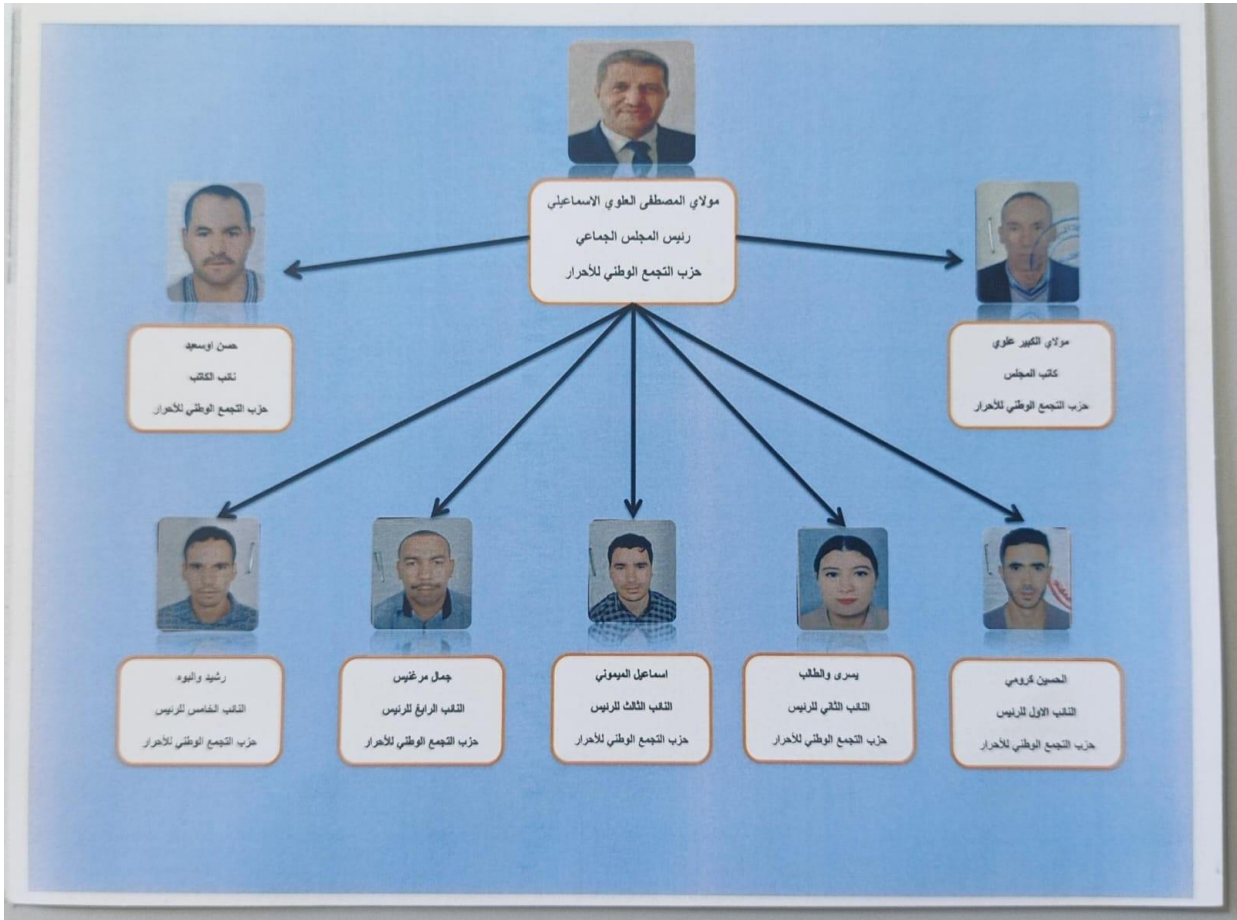 مولاي المصطفى العلوي الاسماعيلي
رئيس المجلس الجماعي
حزب التجمع الوطني للأحرار
مولاي الكبير علوي
كاتب المجلس
حزب التجمع الوطني للأحرار
حسن اوسعيد
نائب الكاتب
حزب التجمع الوطني للأحرار
الحسين كرومي
النائب الاول للرئيس
حزب التجمع الوطني للأحرار
يسرى والطالب
النائب الثاني للرئيس
حزب التجمع الوطني للأحرار
اسماعيل الميموني
النائب الثالث للرئيس
حزب التجمع الوطني للأحرار
جمال مرغنيس
النائب الرابع للرئيس
حزب التجمع الوطني للأحرار
رشيد والبوه
النائب الخامس للرئيس
حزب التجمع الوطني للأحرار